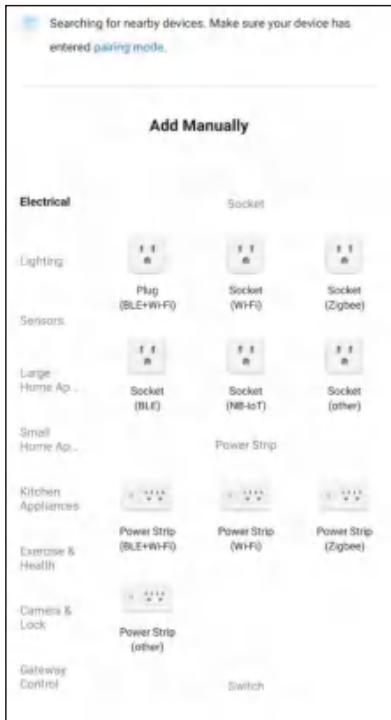 Searching for nearby devices. Make sure your device has
entered pairing mode.
Add Manually
Electrical
Lighting
Sensors
Large
Home Ap...
Small
Home Ap...
Kitchen
Appliances
Exercise &
Health
Camera &
Lock
Gateway
Control
Socket
Plug
(BLE+Wi-Fi)
Socket
(Wi-Fi)
Socket
(Zigbee)
Socket
(BLE)
Socket
(NB-IoT)
Socket
(other)
Power Strip
Power Strip
(BLE+Wi-Fi)
Power Strip
(Wi-Fi)
Power Strip
(Zigbee)
Power Strip
(other)
Switch